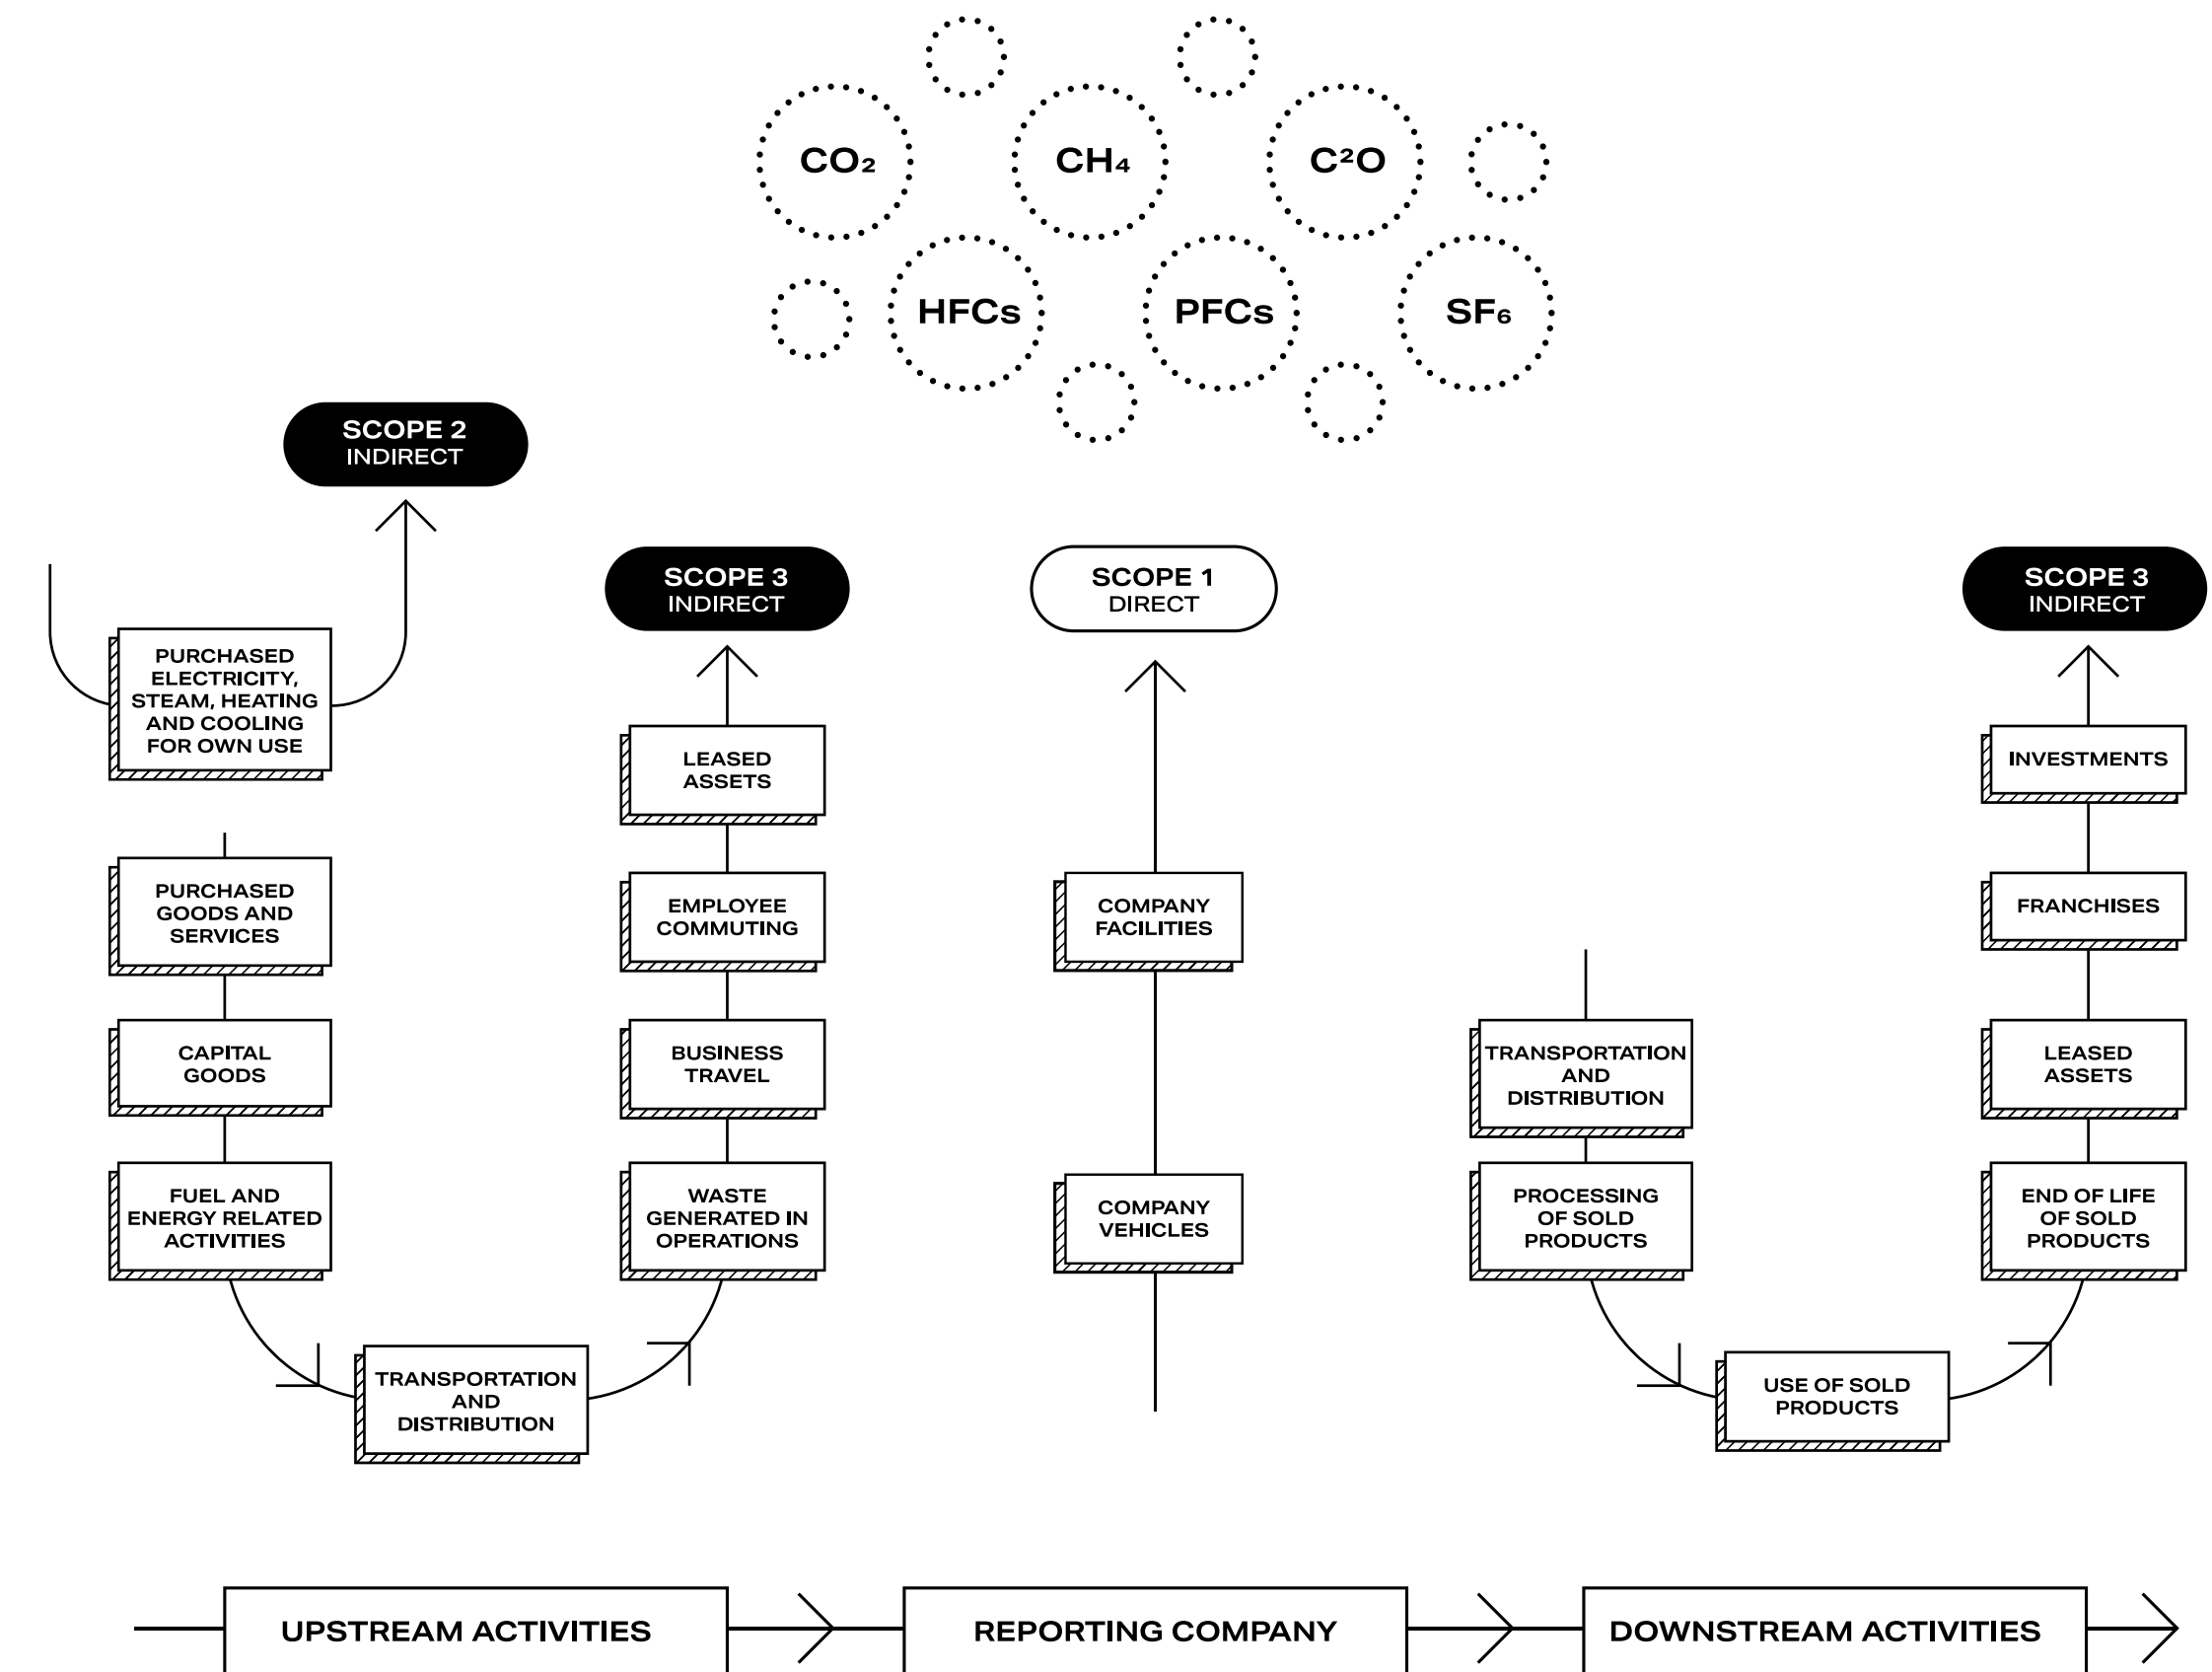 CO₂
CH₄
C²O
HFCs
PFCs
SF₆
SCOPE 2
INDIRECT
PURCHASED
ELECTRICITY,
STEAM, HEATING
AND COOLING
FOR OWN USE
PURCHASED
GOODS AND
SERVICES
CAPITAL
GOODS
FUEL AND
ENERGY RELATED
ACTIVITIES
TRANSPORTATION
AND
DISTRIBUTION
SCOPE 3
INDIRECT
LEASED
ASSETS
EMPLOYEE
COMMUTING
BUSINESS
TRAVEL
WASTE
GENERATED IN
OPERATIONS
SCOPE 1
DIRECT
COMPANY
FACILITIES
COMPANY
VEHICLES
TRANSPORTATION
AND
DISTRIBUTION
PROCESSING
OF SOLD
PRODUCTS
USE OF SOLD
PRODUCTS
SCOPE 3
INDIRECT
INVESTMENTS
FRANCHISES
LEASED
ASSETS
END OF LIFE
OF SOLD
PRODUCTS
UPSTREAM ACTIVITIES
REPORTING COMPANY
DOWNSTREAM ACTIVITIES